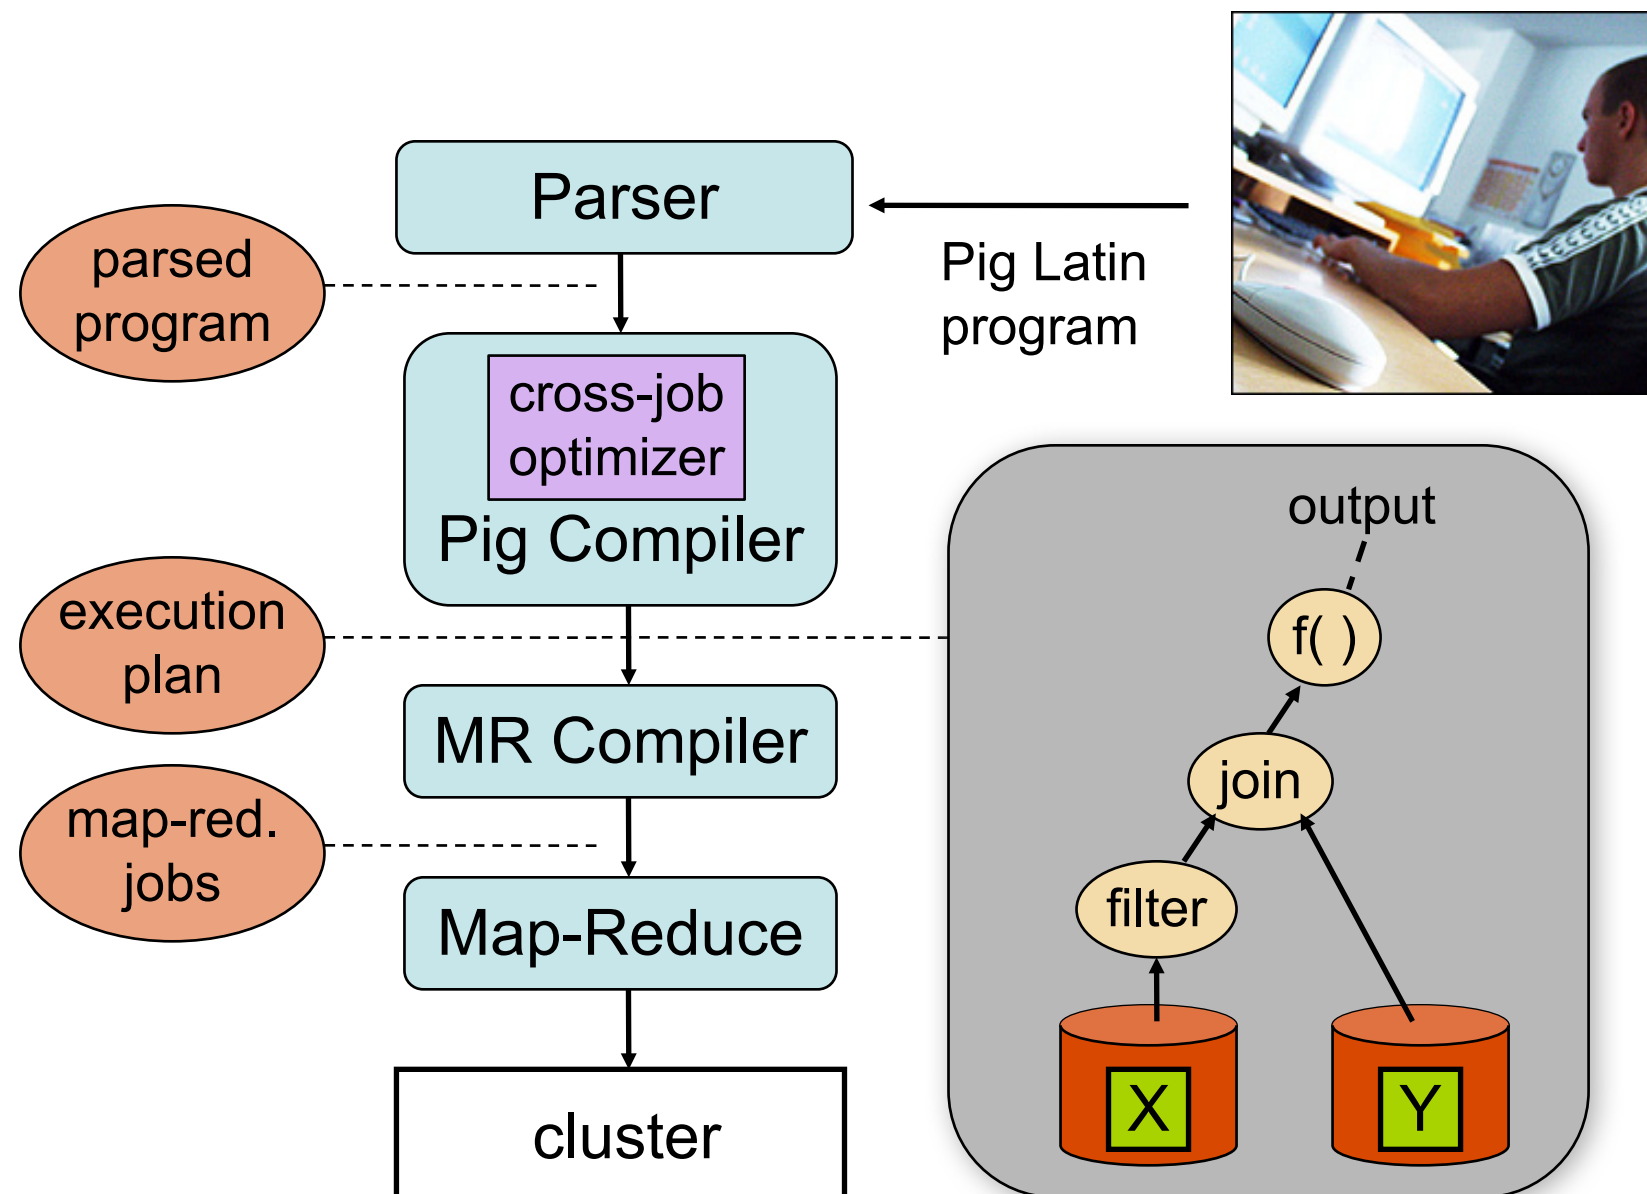 Parser
parsed
program
Pig Latin
program
cross-job
optimizer
Pig Compiler
output
execution
plan
f( )
MR Compiler
join
map-red.
jobs
filter
Map-Reduce
X
Y
cluster